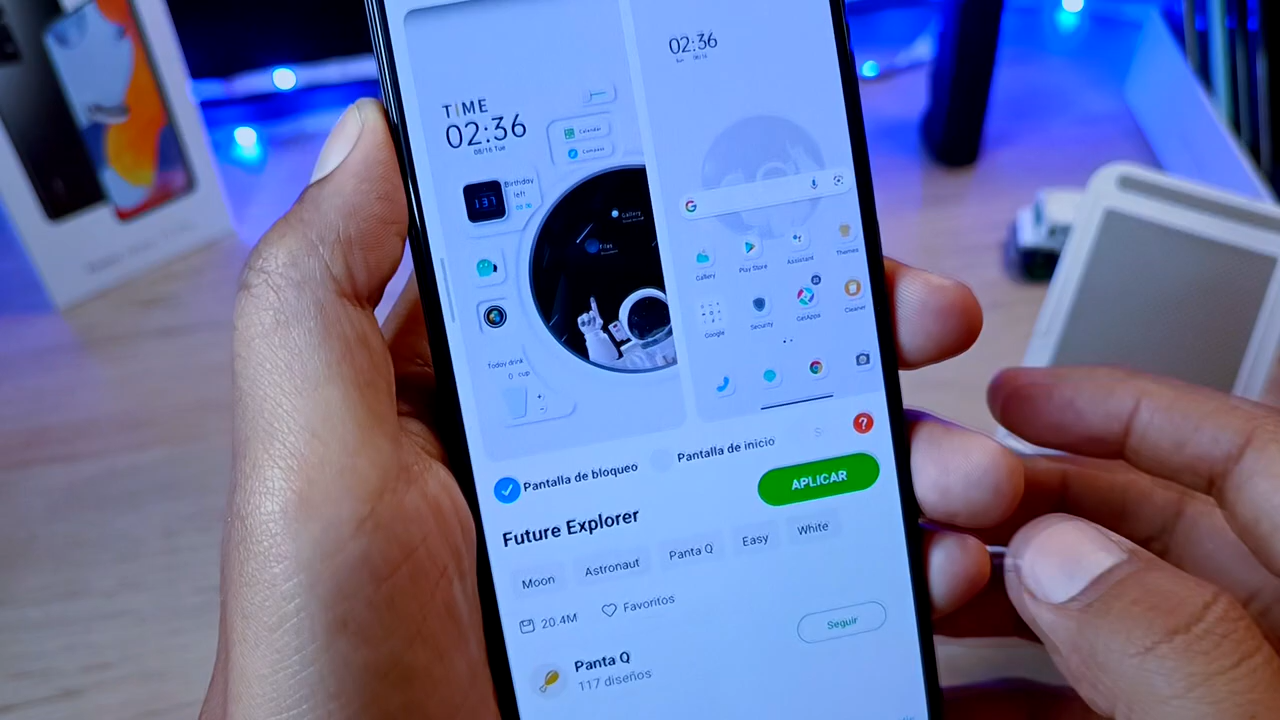 TIME
02:36
08/16 Tue
Calendar
Compass
Birthday
left
137
Gallery
Files
Today drink
0 cup
02:36
Gallery
Play Store
Assistant
Themes
Google
Security
GetApps
Cleaner
Pantalla de bloqueo
Pantalla de inicio
?
APLICAR
Future Explorer
Moon
Astronaut
Panta Q
Easy
White
20.4M
Favoritos
Panta Q
117 diseños
Seguir